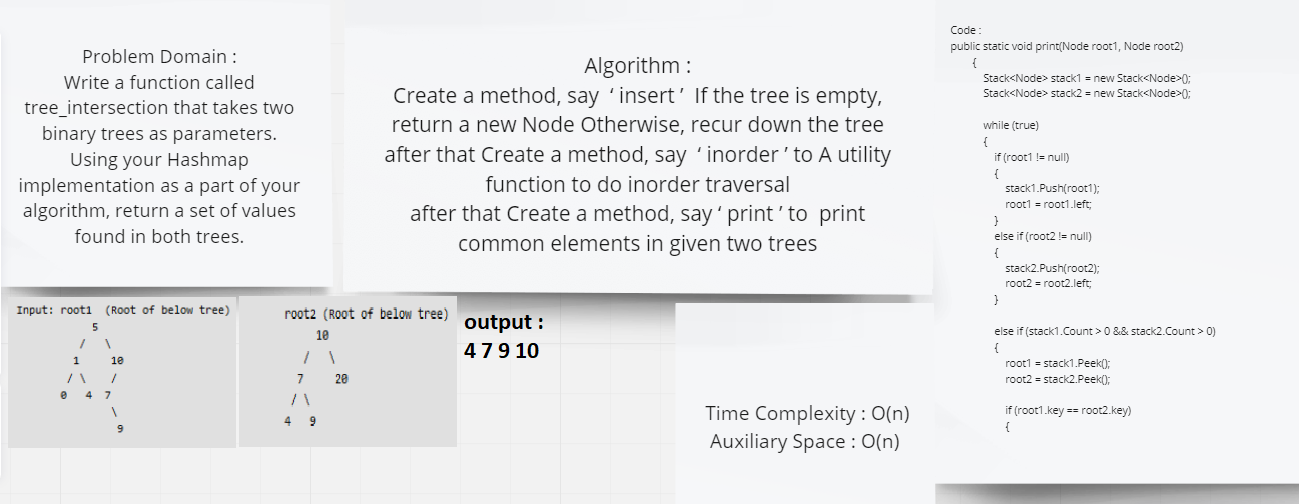 Problem Domain :
Write a function called
tree_intersection that takes two
binary trees as parameters.
Using your Hashmap
implementation as a part of your
algorithm, return a set of values
found in both trees.
Algorithm :
Create a method, say ‘ insert ’ If the tree is empty,
return a new Node Otherwise, recur down the tree
after that Create a method, say ‘ inorder ’ to A utility
function to do inorder traversal
after that Create a method, say ‘ print ’ to print
common elements in given two trees
Code :
public static void print(Node root1, Node root2)
{
Stack<Node> stack1 = new Stack<Node>();
Stack<Node> stack2 = new Stack<Node>();
while (true)
{
if (root1 != null)
{
stack1.Push(root1);
root1 = root1.left;
}
else if (root2 != null)
{
stack2.Push(root2);
root2 = root2.left;
}
else if (stack1.Count > 0 && stack2.Count > 0)
{
root1 = stack1.Peek();
root2 = stack2.Peek();
if (root1.key == root2.key)
{
Input: root1 (Root of below tree)
5
/ \
1 10
/ \ /
0 4 7
\
9
root2 (Root of below tree)
10
/ \
7 20
/ \
4 9
output :
4 7 9 10
Time Complexity : O(n)
Auxiliary Space : O(n)